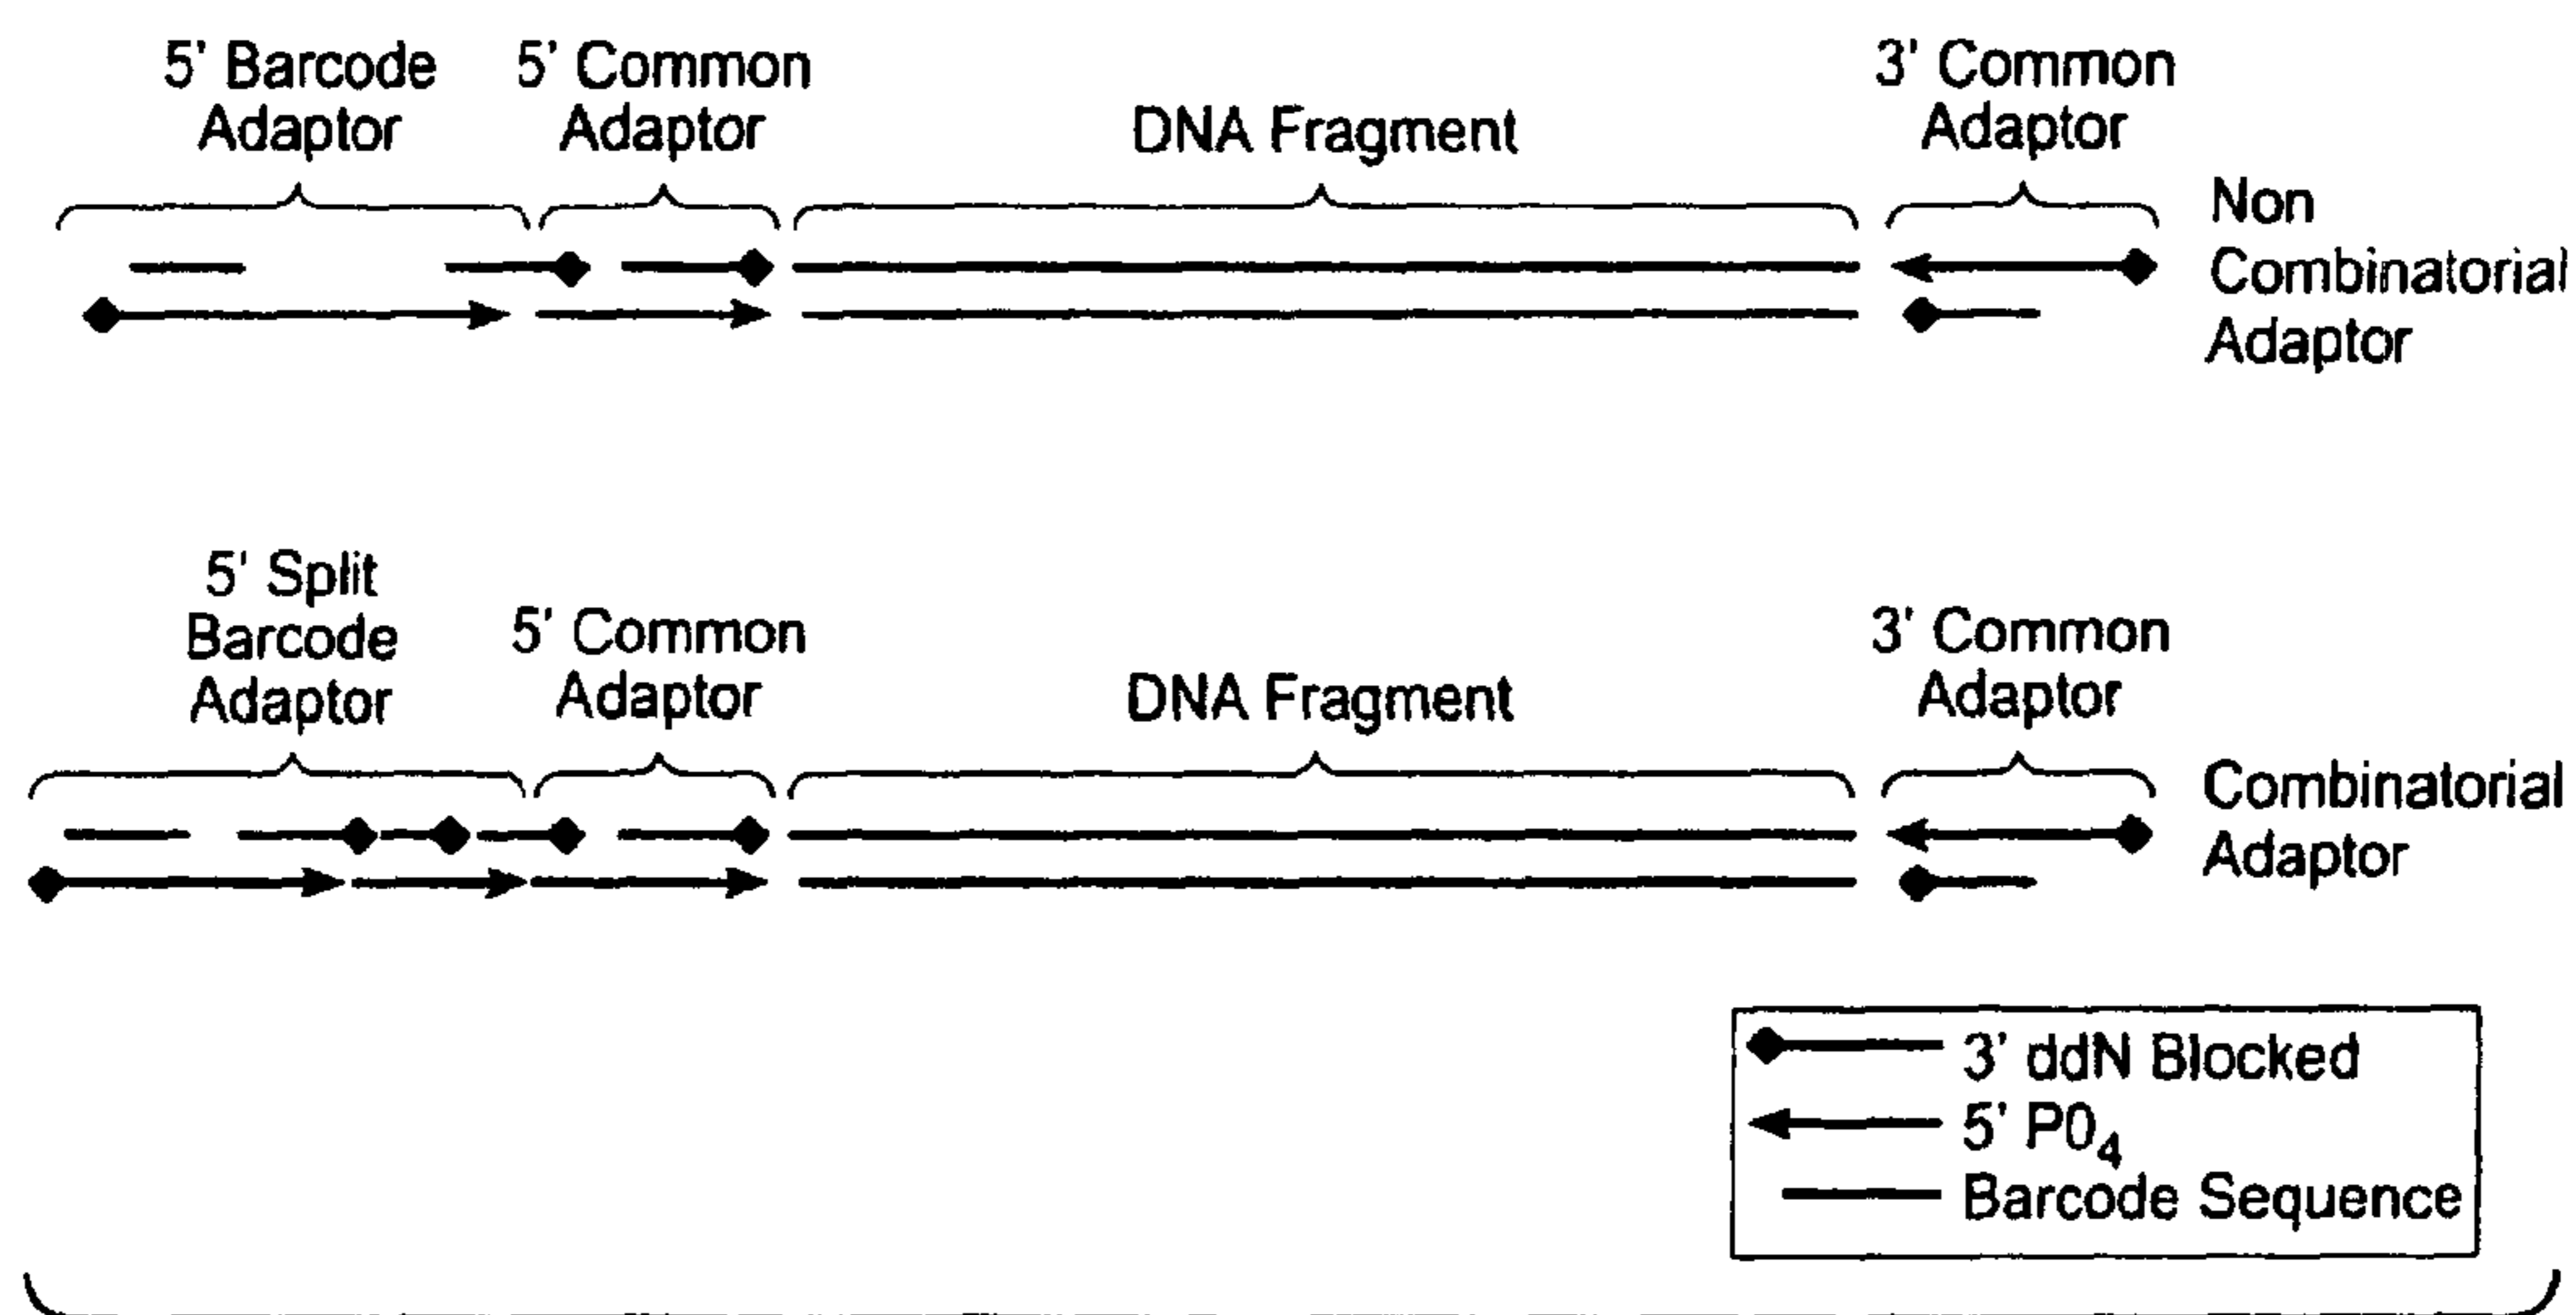 5' Barcode
Adaptor
5' Common
Adaptor
DNA Fragment
3' Common
Adaptor
Non
Combinatorial
Adaptor
5' Split
Barcode
Adaptor
5' Common
Adaptor
DNA Fragment
3' Common
Adaptor
Combinatorial
Adaptor
3' ddN Blocked
5' PO₄
Barcode Sequence